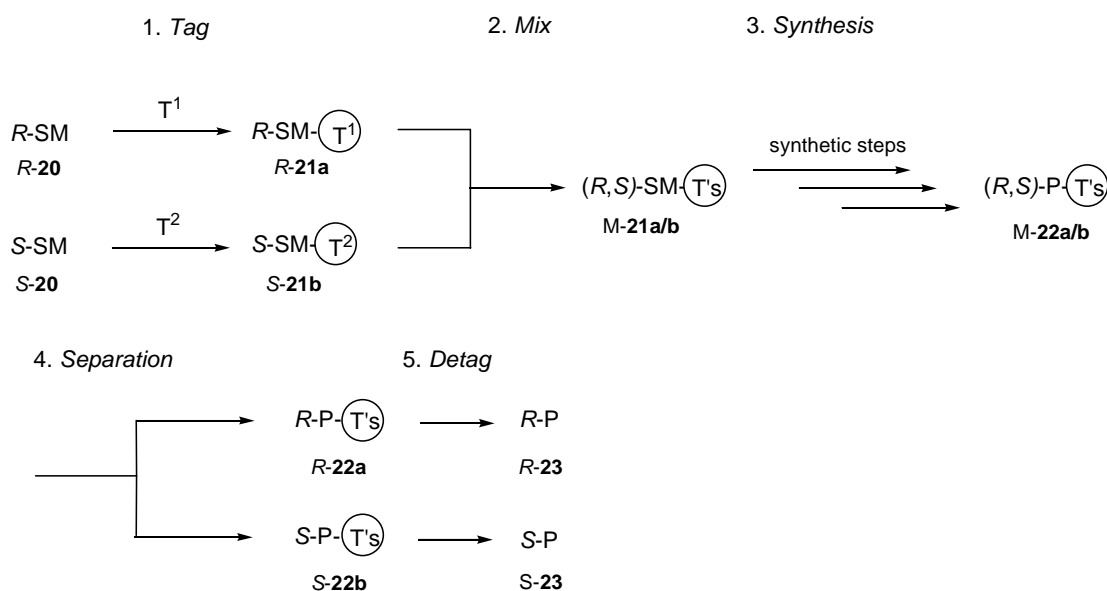 1. Tag 2. Mix 3. Synthesis
T1 T2
R-SM R-SM-T1
R-20 R-21a
S-SM S-SM-T2
S-20 S-21b
(R,S)-SM-T's synthetic steps (R,S)-P-T's
M-21a/b M-22a/b
4. Separation 5. Detag
R-P-T's R-P
R-22a R-23
S-P-T's S-P
S-22b S-23